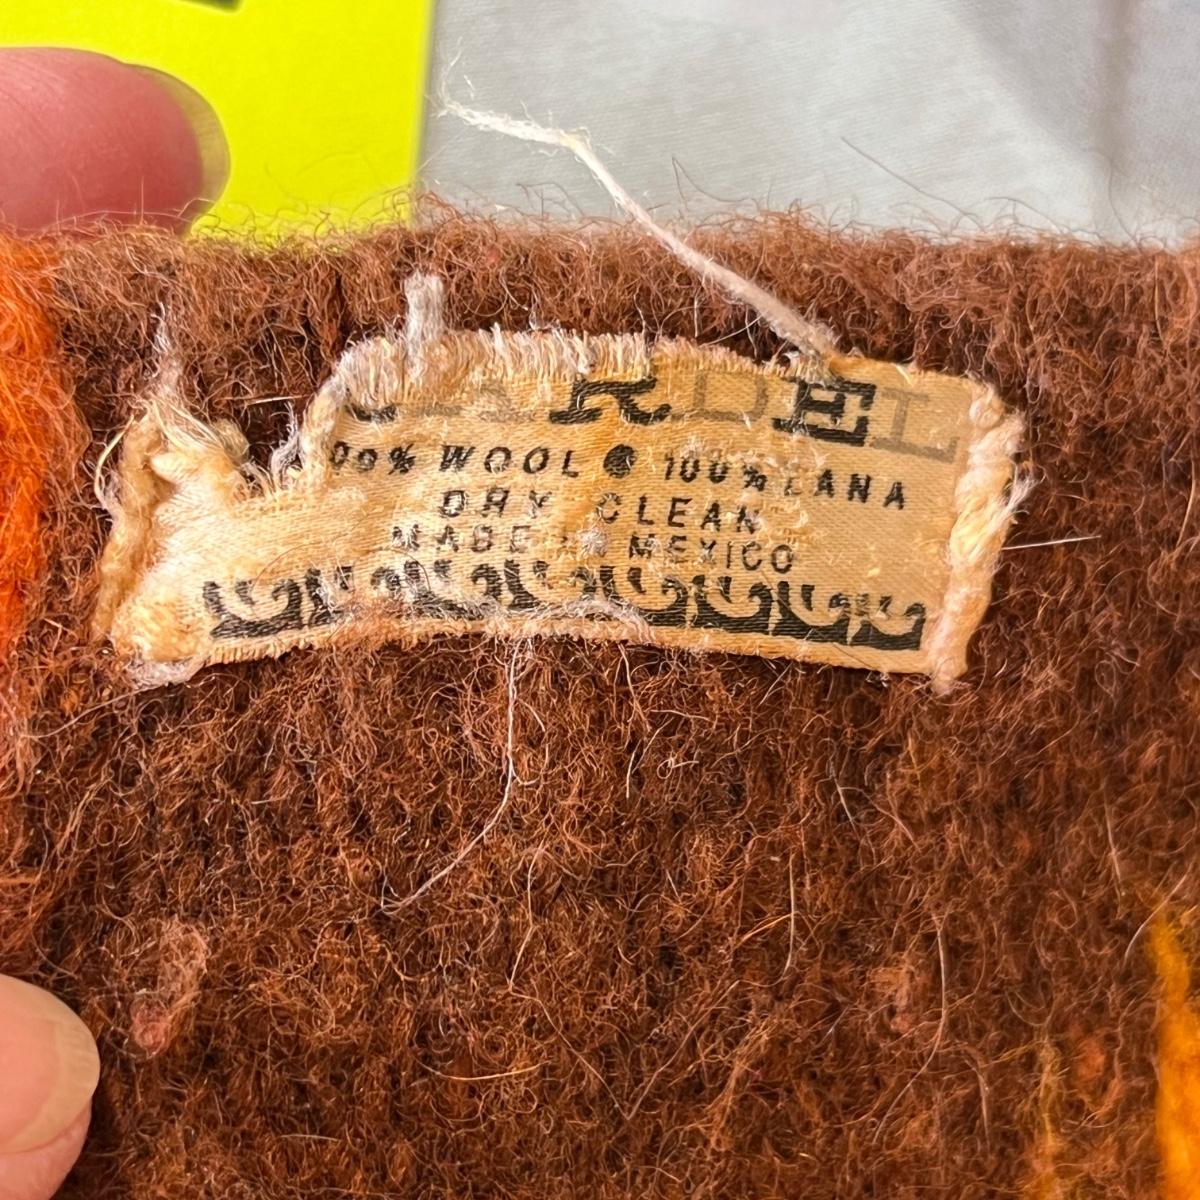 ARDEL
00% WOOL ● 100% LANA
DRY CLEAN
MADE IN MEXICO